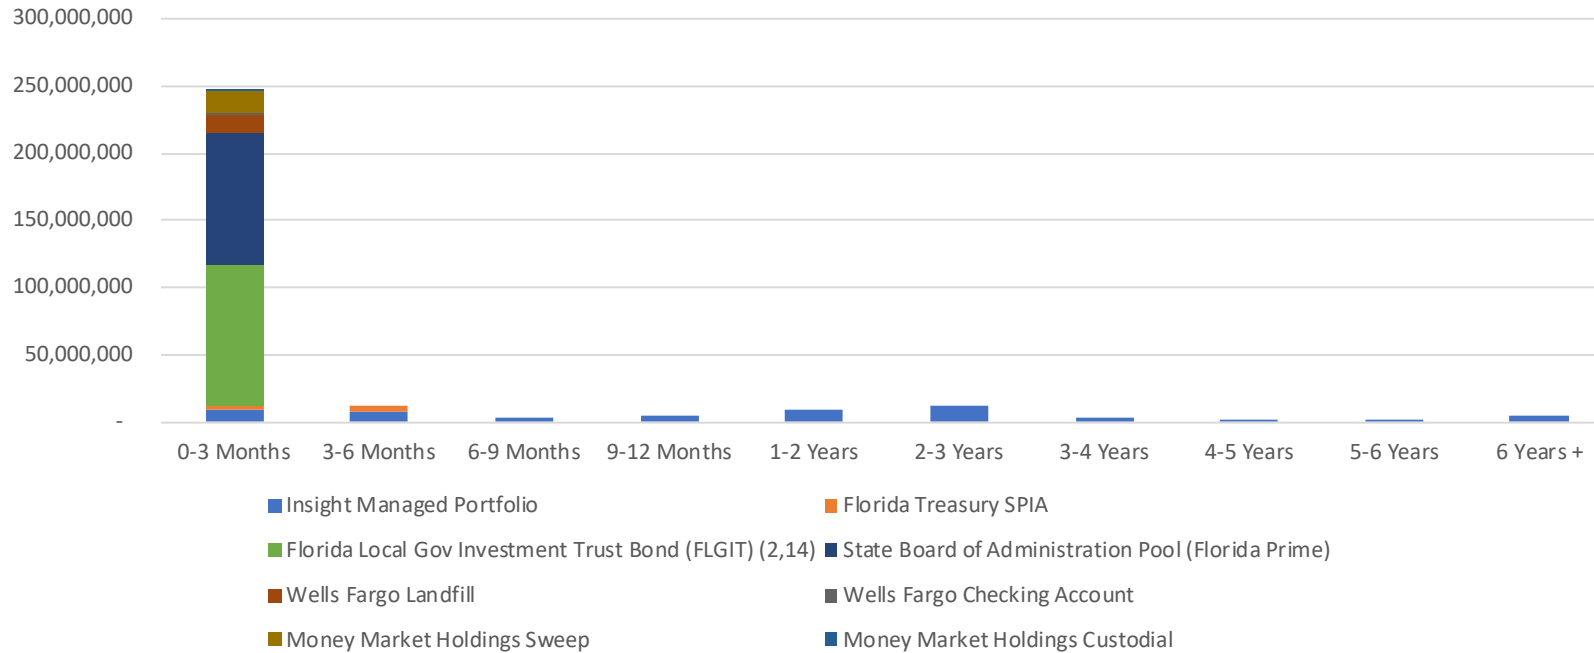 300,000,000
250,000,000
200,000,000
150,000,000
100,000,000
50,000,000
-
0-3 Months 3-6 Months 6-9 Months 9-12 Months 1-2 Years 2-3 Years 3-4 Years 4-5 Years 5-6 Years 6 Years +
Insight Managed Portfolio Florida Treasury SPIA
Florida Local Gov Investment Trust Bond (FLGIT) (2,14) State Board of Administration Pool (Florida Prime)
Wells Fargo Landfill Wells Fargo Checking Account
Money Market Holdings Sweep Money Market Holdings Custodial